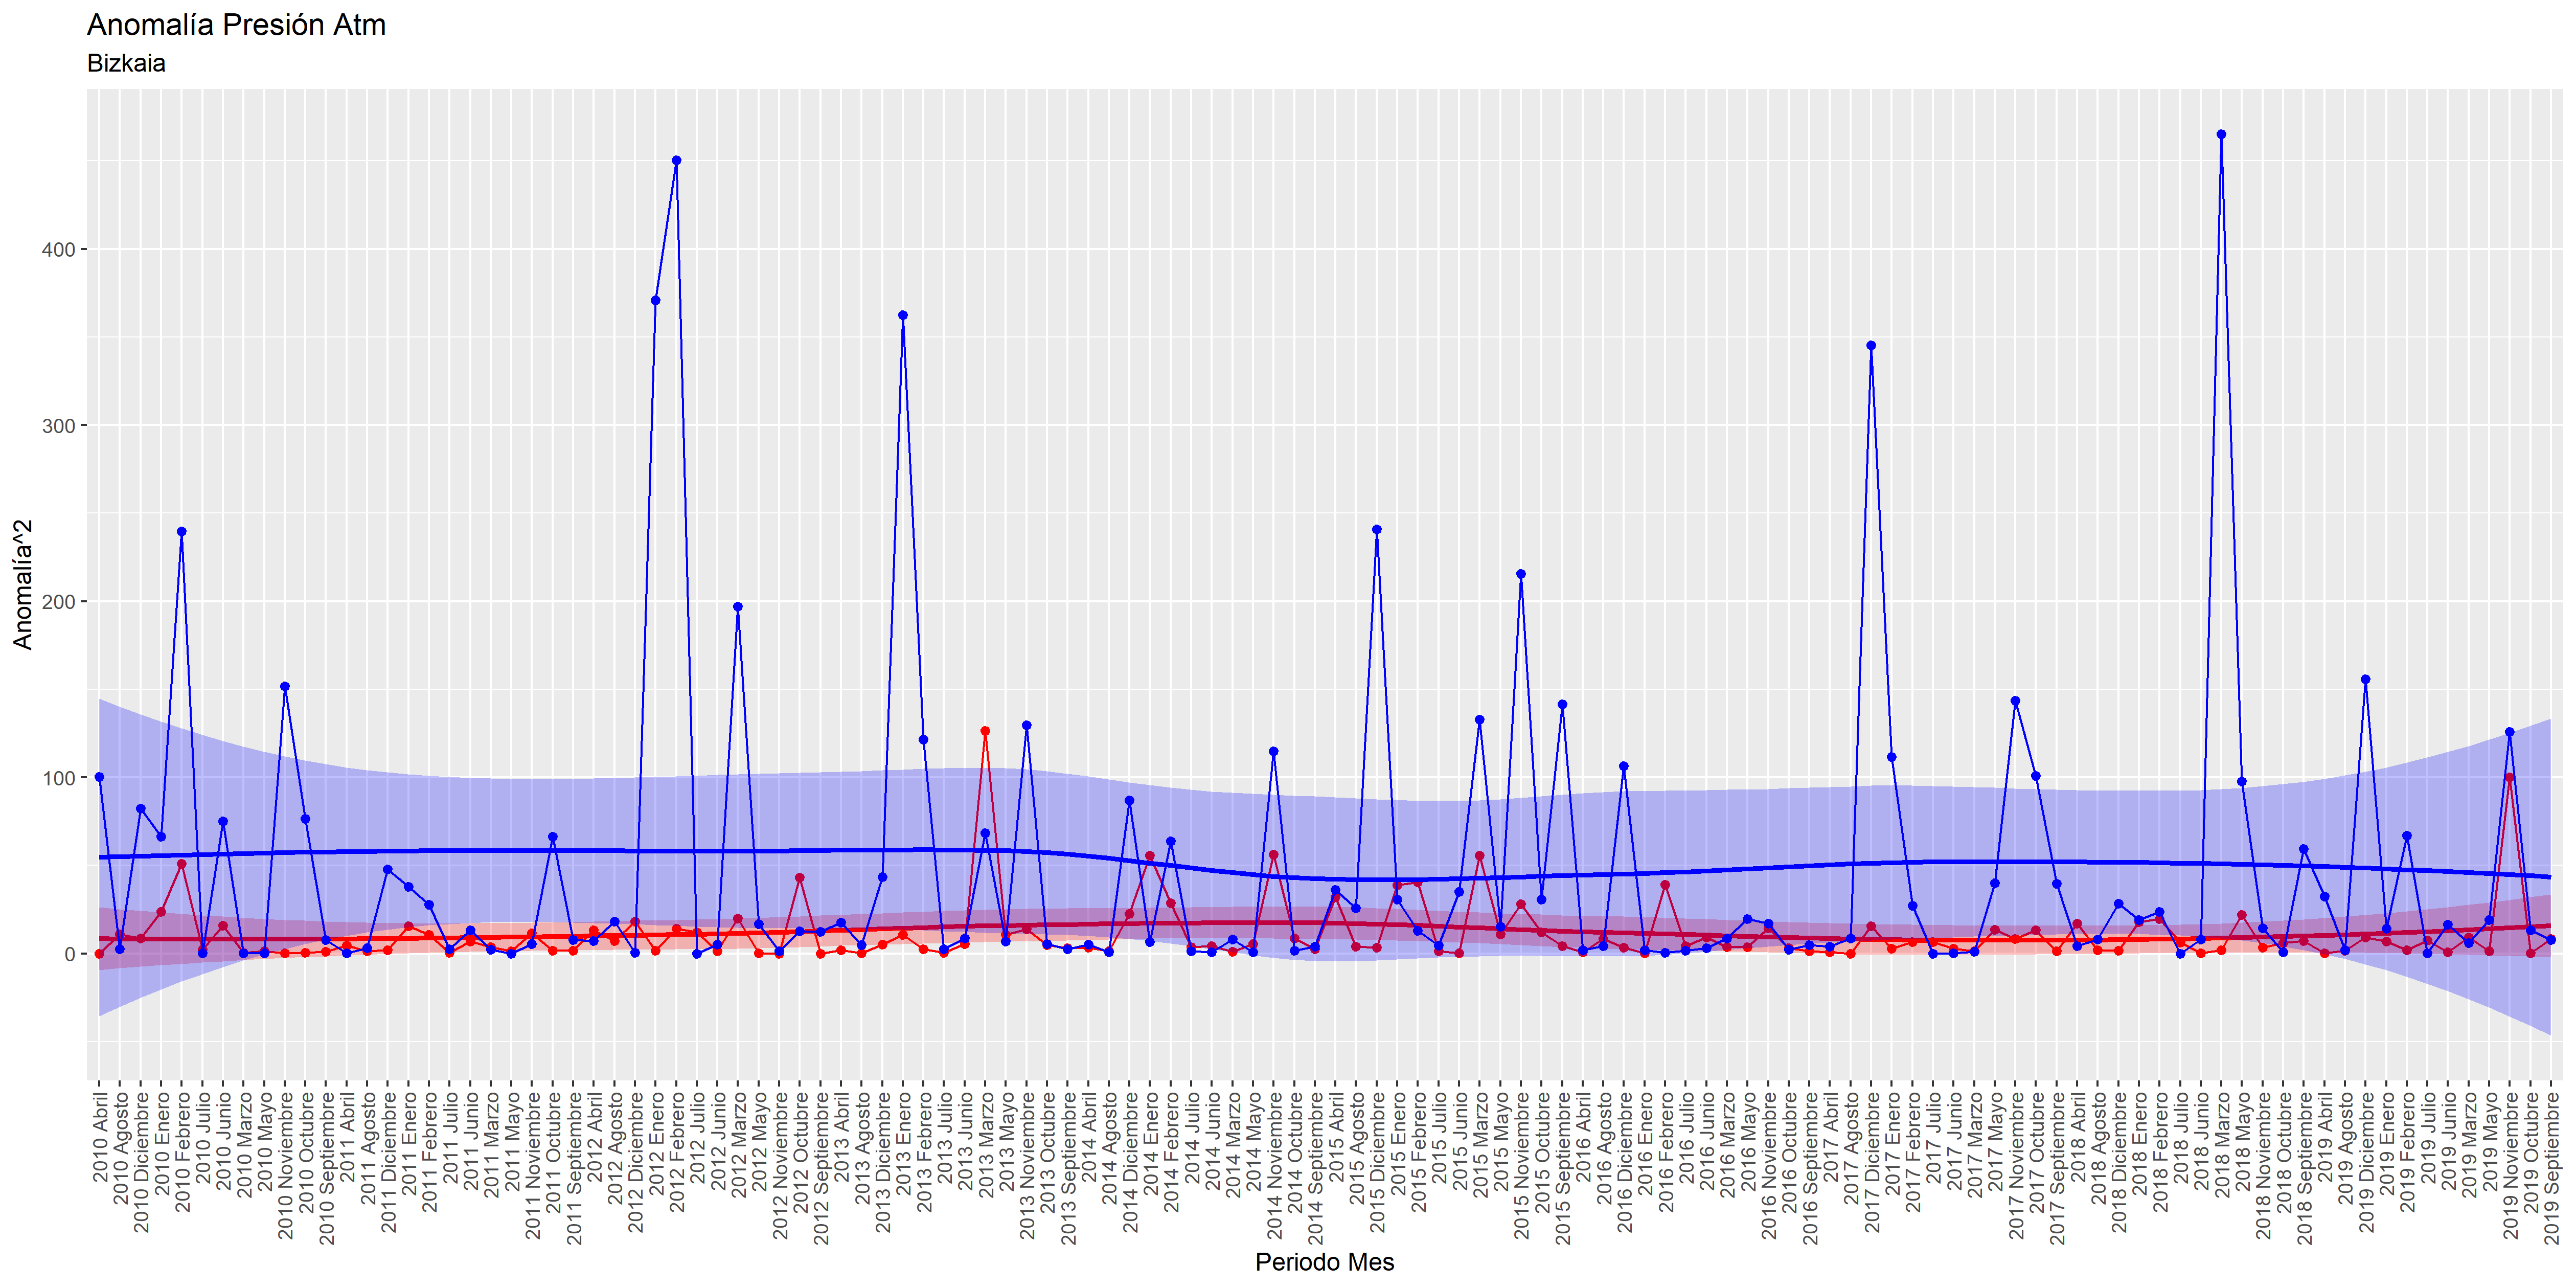 Anomalía Presión Atm
Bizkaia
Anomalía^2
400
300
200
100
0
2010 Abril
2010 Agosto
2010 Diciembre
2010 Enero
2010 Febrero
2010 Julio
2010 Junio
2010 Marzo
2010 Mayo
2010 Noviembre
2010 Octubre
2010 Septiembre
2011 Abril
2011 Agosto
2011 Diciembre
2011 Enero
2011 Febrero
2011 Julio
2011 Junio
2011 Marzo
2011 Mayo
2011 Noviembre
2011 Octubre
2011 Septiembre
2012 Abril
2012 Agosto
2012 Diciembre
2012 Enero
2012 Febrero
2012 Julio
2012 Junio
2012 Marzo
2012 Mayo
2012 Noviembre
2012 Octubre
2012 Septiembre
2013 Abril
2013 Agosto
2013 Diciembre
2013 Enero
2013 Febrero
2013 Julio
2013 Junio
2013 Marzo
2013 Mayo
2013 Noviembre
2013 Octubre
2013 Septiembre
2014 Abril
2014 Agosto
2014 Diciembre
2014 Enero
2014 Febrero
2014 Julio
2014 Junio
2014 Marzo
2014 Mayo
2014 Noviembre
2014 Octubre
2014 Septiembre
2015 Abril
2015 Agosto
2015 Diciembre
2015 Enero
2015 Febrero
2015 Julio
2015 Junio
2015 Marzo
2015 Mayo
2015 Noviembre
2015 Octubre
2015 Septiembre
2016 Abril
2016 Agosto
2016 Diciembre
2016 Enero
2016 Febrero
2016 Julio
2016 Junio
2016 Marzo
2016 Mayo
2016 Noviembre
2016 Octubre
2016 Septiembre
2017 Abril
2017 Agosto
2017 Diciembre
2017 Enero
2017 Febrero
2017 Julio
2017 Junio
2017 Marzo
2017 Mayo
2017 Noviembre
2017 Octubre
2017 Septiembre
2018 Abril
2018 Agosto
2018 Diciembre
2018 Enero
2018 Febrero
2018 Julio
2018 Junio
2018 Marzo
2018 Mayo
2018 Noviembre
2018 Octubre
2018 Septiembre
2019 Abril
2019 Agosto
2019 Diciembre
2019 Enero
2019 Febrero
2019 Julio
2019 Junio
2019 Marzo
2019 Mayo
2019 Noviembre
2019 Octubre
2019 Septiembre
Periodo Mes